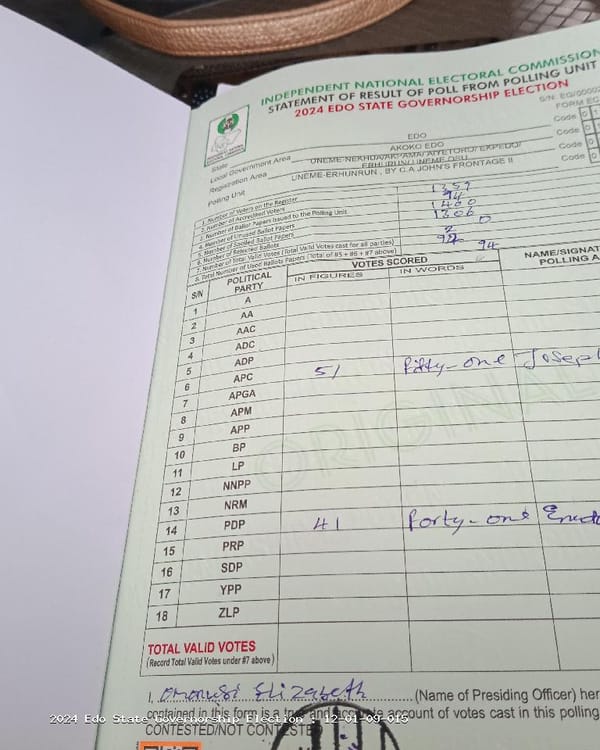 INDEPENDENT NATIONAL ELECTORAL COMMISSION
STATEMENT OF RESULT OF POLL FROM POLLING UNIT
2024 EDO STATE GOVERNORSHIP ELECTION
FORM EC
State EDO Code
Local Government Area AKOKO EDO Code
Registration Area UNEME-NEKHUA/AKPAMA/AIYETORO/ EKPEDO/ ERHURUN/ UNEME OSU Code
Polling Unit UNEME-ERHUNRUN , BY C.A JOHN'S FRONTAGE II Code
1. Number of Voters on the Register 1357
2. Number of Accredited Voters 94
3. Number of Ballot Papers Issued to the Polling Unit 1400
4. Number of Unused Ballot Papers 1306
5. Number of Spoiled Ballot Papers 0
6. Number of Rejected Ballots 2
7. Number of Total Valid Votes (Total Valid Votes cast for all parties)
8. Total Number of Used Ballots Papers (Total of #5 + #6 + #7 above) 94
S/N POLITICAL PARTY VOTES SCORED NAME/SIGNAT
IN FIGURES IN WORDS POLLING A
1 A
2 AA
3 AAC
4 ADC
5 ADP
6 APC 51 Fifty-one Joseph
7 APGA
8 APM
9 APP
10 BP
11 LP
12 NNPP
13 NRM
14 PDP 41 Forty-one
15 PRP
16 SDP
17 YPP
18 ZLP
ORIGINAL
TOTAL VALID VOTES
(Record Total Valid Votes under #7 above)
I, Omorusi Elizabeth (Name of Presiding Officer) her
contained in this form is a true and accurate account of votes cast in this polling
CONTESTED/NOT CONTESTED
2024 Edo State Governorship Election : 12-01-09-015